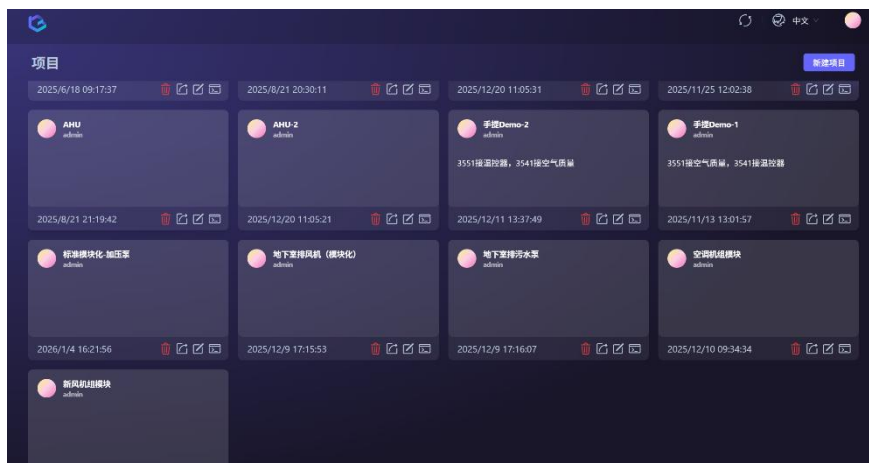 中文
项目
新建项目
2025/6/18 09:17:37
2025/8/21 20:30:11
2025/12/20 11:05:31
2025/11/25 12:02:38
AHU
admin
AHU-2
admin
手提Demo-2
admin
3551接温控器，3541接空气质量
手提Demo-1
admin
3551接空气质量，3541接温控器
2025/8/21 21:19:42
2025/12/20 11:05:21
2025/12/11 13:37:49
2025/11/13 13:01:57
标准模块化-加压泵
admin
地下室排风机（模块化）
admin
地下室排污水泵
admin
空调机组模块
admin
2026/1/4 16:21:56
2025/12/9 17:15:53
2025/12/9 17:16:07
2025/12/10 09:34:34
新风机组模块
admin